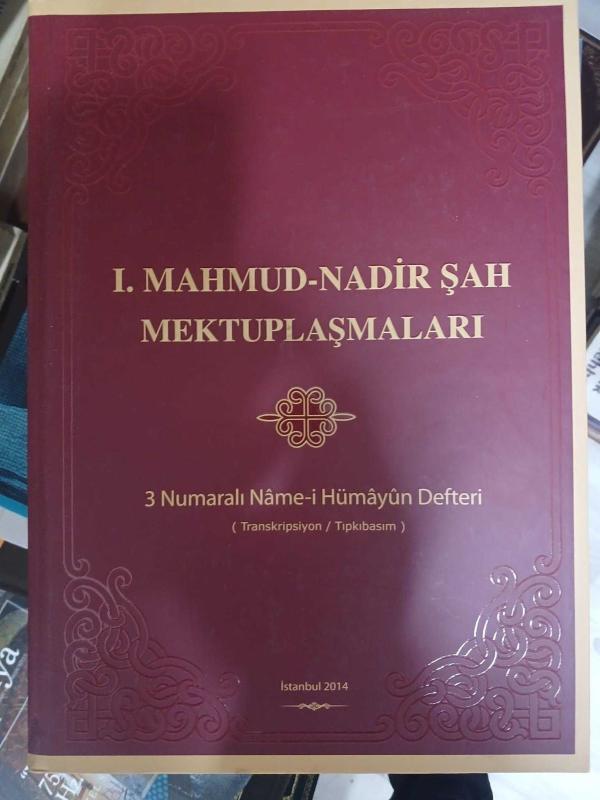 I. MAHMUD-NADİR ŞAH
MEKTUPLAŞMALARI
3 Numaralı Nâme-i Hümâyûn Defteri
( Transkripsiyon / Tıpkıbasım )
İstanbul 2014